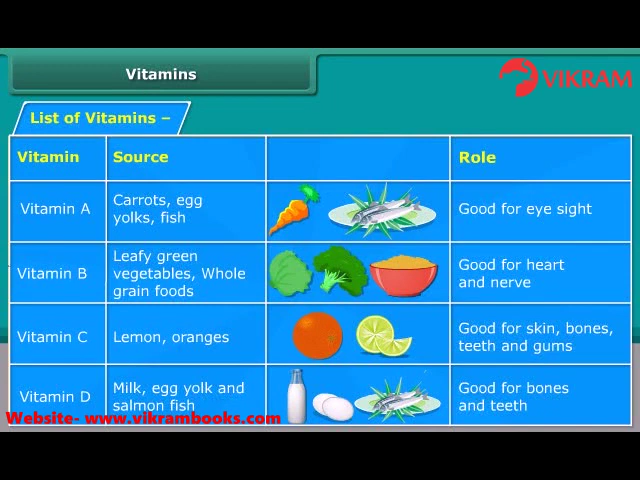 Vitamins
VIKRAM
List of Vitamins –
Vitamin
Source
Role
Vitamin A
Carrots, egg
yolks, fish
Good for eye sight
Vitamin B
Leafy green
vegetables, Whole
grain foods
Good for heart
and nerve
Vitamin C
Lemon, oranges
Good for skin, bones,
teeth and gums
Vitamin D
Milk, egg yolk and
salmon fish
Good for bones
and teeth
Website- www.vikrambooks.com